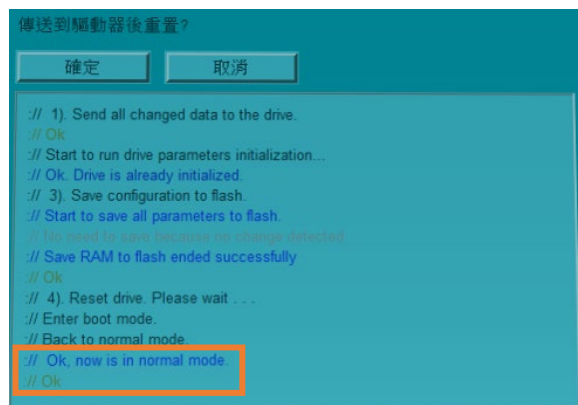 傳送到驅動器後重置?
確定 取消
:// 1). Send all changed data to the drive.
:// Ok
:// Start to run drive parameters initialization...
:// Ok. Drive is already initialized.
:// 3). Save configuration to flash.
:// Start to save all parameters to flash.
:// No need to save because no change detected.
:// Save RAM to flash ended successfully
:// Ok
:// 4). Reset drive. Please wait . . .
:// Enter boot mode.
:// Back to normal mode.
:// Ok, now is in normal mode.
:// Ok